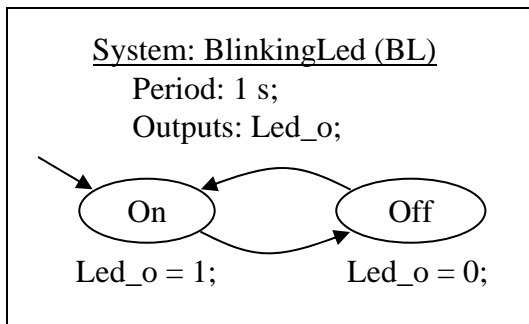 System: BlinkingLed (BL)
Period: 1 s;
Outputs: Led_o;
On
Off
Led_o = 1;
Led_o = 0;